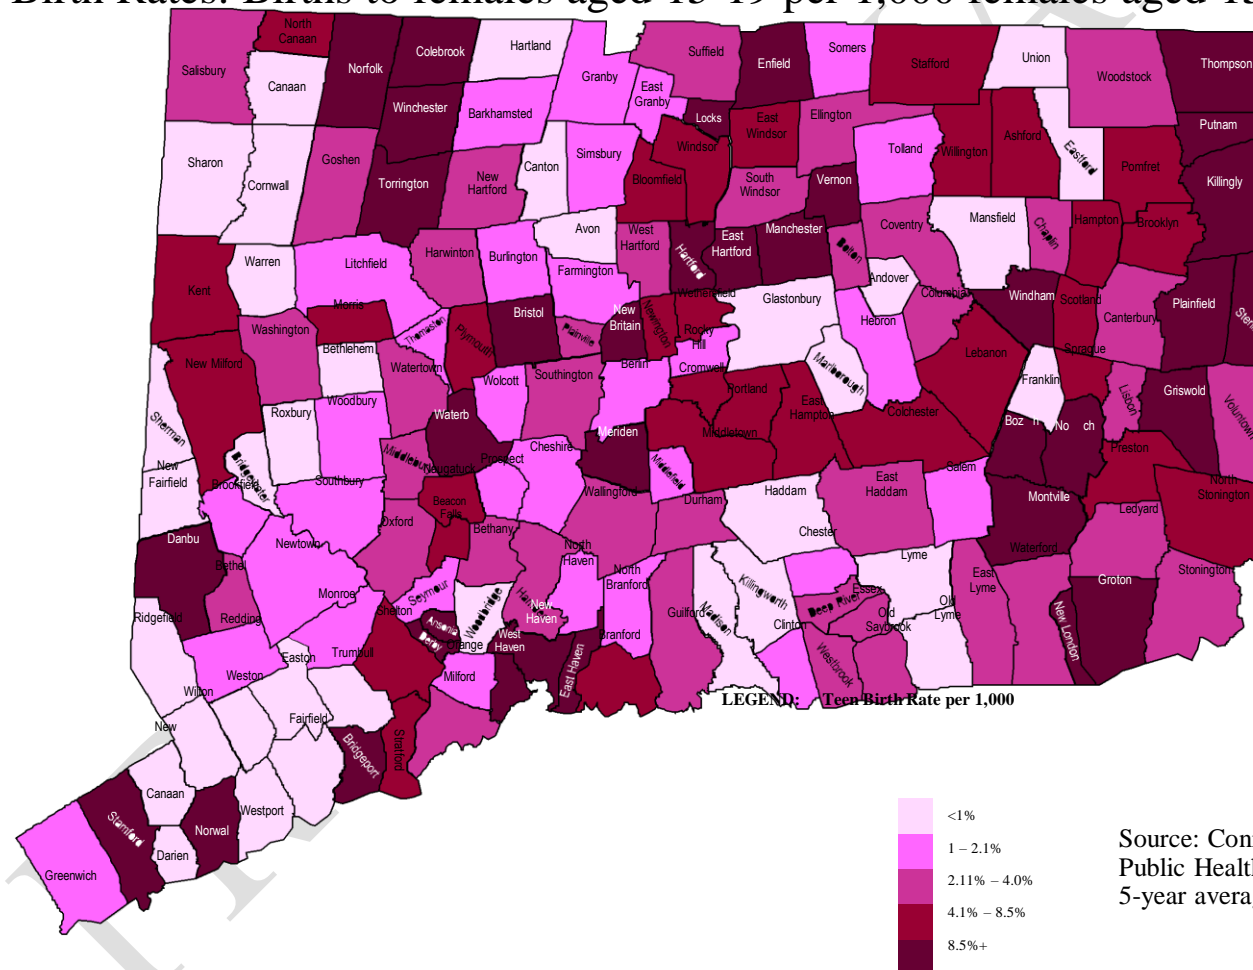 Birth Rates: Births to females aged 15-19 per 1,000 females aged 15
North
Canaan
Colebrook
Hartland
Suffield
Somers
Union
Salisbury
Norfolk
Granby
Enfield
Stafford
Thompson
Canaan
East
Granby
Woodstock
Winchester
Barkhamsted
Locks
East
Windsor
Ellington
Putnam
Sharon
Goshen
Canton
Simsbury
Windsor
Tolland
Willington
Ashford
Eastford
Pomfret
Cornwall
Torrington
New
Hartford
Bloomfield
South
Windsor
Vernon
Killingly
Avon
West
Hartford
Hartford
East
Hartford
Manchester
Bolton
Coventry
Mansfield
Chaplin
Hampton
Brooklyn
Warren
Litchfield
Harwinton
Burlington
Farmington
Andover
Kent
Morris
Wethersfield
Glastonbury
Columbia
Windham
Scotland
Plainfield
Washington
Thomaston
Plymouth
Bristol
Plainville
New
Britain
Newington
Rocky
Hill
Hebron
Canterbury
Ster
New Milford
Bethlehem
Watertown
Wolcott
Southington
Berlin
Cromwell
Marlborough
Lebanon
Sprague
Franklin
Sherman
Roxbury
Woodbury
Waterb
Portland
East
Hampton
Colchester
Lisbon
Griswold
Voluntown
Meriden
Middletown
Boz n
No ch
Preston
New
Fairfield
Bridgewater
Brookfield
Southbury
Middlebury
Naugatuck
Prospect
Cheshire
Middlefield
Wallingford
Durham
Haddam
East
Haddam
Salem
Montville
North
Stonington
Ledyard
Beacon
Falls
Oxford
Bethany
Chester
Danbu
Newtown
North
Haven
Lyme
Waterford
Bethel
Monroe
Seymour
Woodbridge
North
Branford
Killingworth
Essex
Deep River
East
Lyme
Groton
Stonington
Ridgefield
Redding
Shelton
Ansonia
Derby
Orange
New
Haven
West
Haven
Branford
Guilford
Madison
Clinton
Old
Saybrook
Old
Lyme
New London
Easton
Trumbull
Weston
Milford
East Haven
Westbrook
Wilton
New
Fairfield
LEGEND: Teen Birth Rate per 1,000
Bridgeport
Stratford
Canaan
Stamford
Norwal
Westport
Darien
Greenwich
<1%
1 – 2.1%
2.11% – 4.0%
4.1% – 8.5%
8.5%+
Source: Con
Public Health
5-year averag